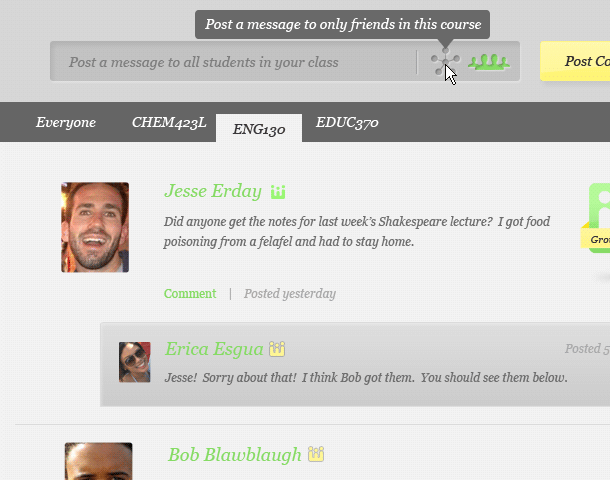 Post a message to only friends in this course
Post a message to all students in your class
Post
Everyone CHEM423L ENG130 EDUC370
Jesse Erday
Did anyone get the notes for last week's Shakespeare lecture? I got food
poisoning from a felafel and had to stay home.
Comment | Posted yesterday
Erica Esgua
Posted
Jesse! Sorry about that! I think Bob got them. You should see them below.
Bob Blawblaugh